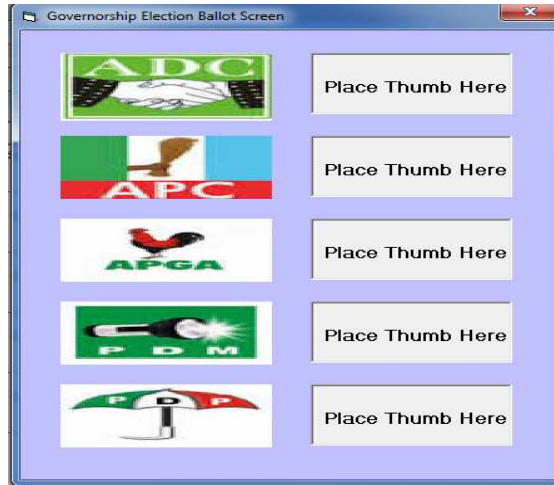 Governorship Election Ballot Screen
ADC
Place Thumb Here
APC
Place Thumb Here
APGA
Place Thumb Here
P D M
Place Thumb Here
P D P
Place Thumb Here